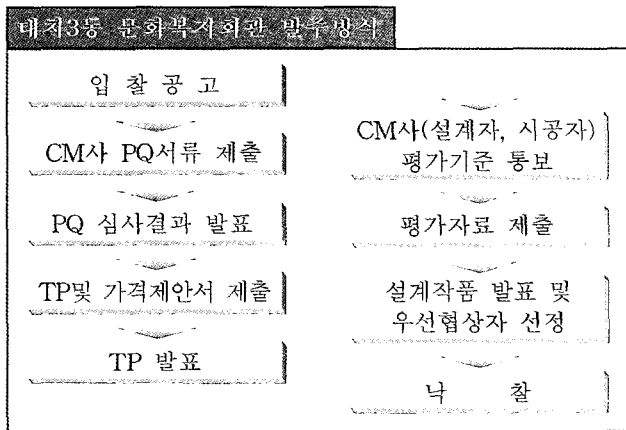 대치3동 문화복지회관 발주방식
입 찰 공 고
CM사 PQ서류 제출
PQ 심사결과 발표
TP및 가격제안서 제출
TP 발표
CM사(설계자, 시공자)
평가기준 통보
평가자료 제출
설계작품 발표 및
우선협상자 선정
낙 찰